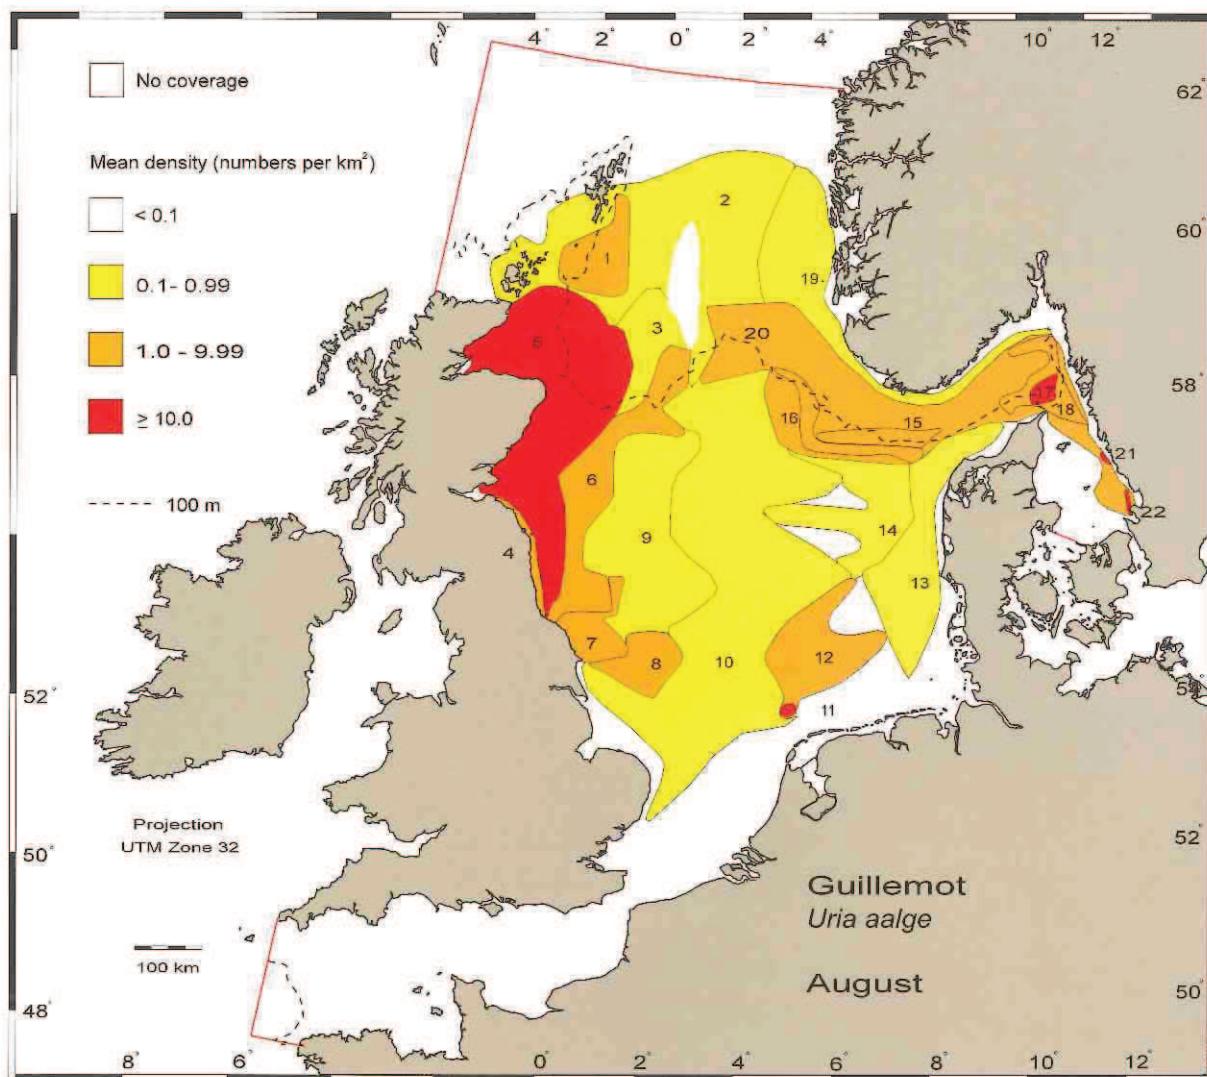 4° 2° 0° 2° 4° 10° 12°
No coverage
62°
Mean density (numbers per km²)
< 0.1
2
60°
1
0.1- 0.99
19
3
20
5
1.0 - 9.99
58°
17
16
18
15
≥ 10.0
21
6
100 m
22
14
9
4
13
7
12
8
10
52°
11
Projection
UTM Zone 32
52°
50°
Guillemot
Uria aalge
100 km
August
50°
48°
8° 6° 0° 2° 4° 6° 8° 10° 12°